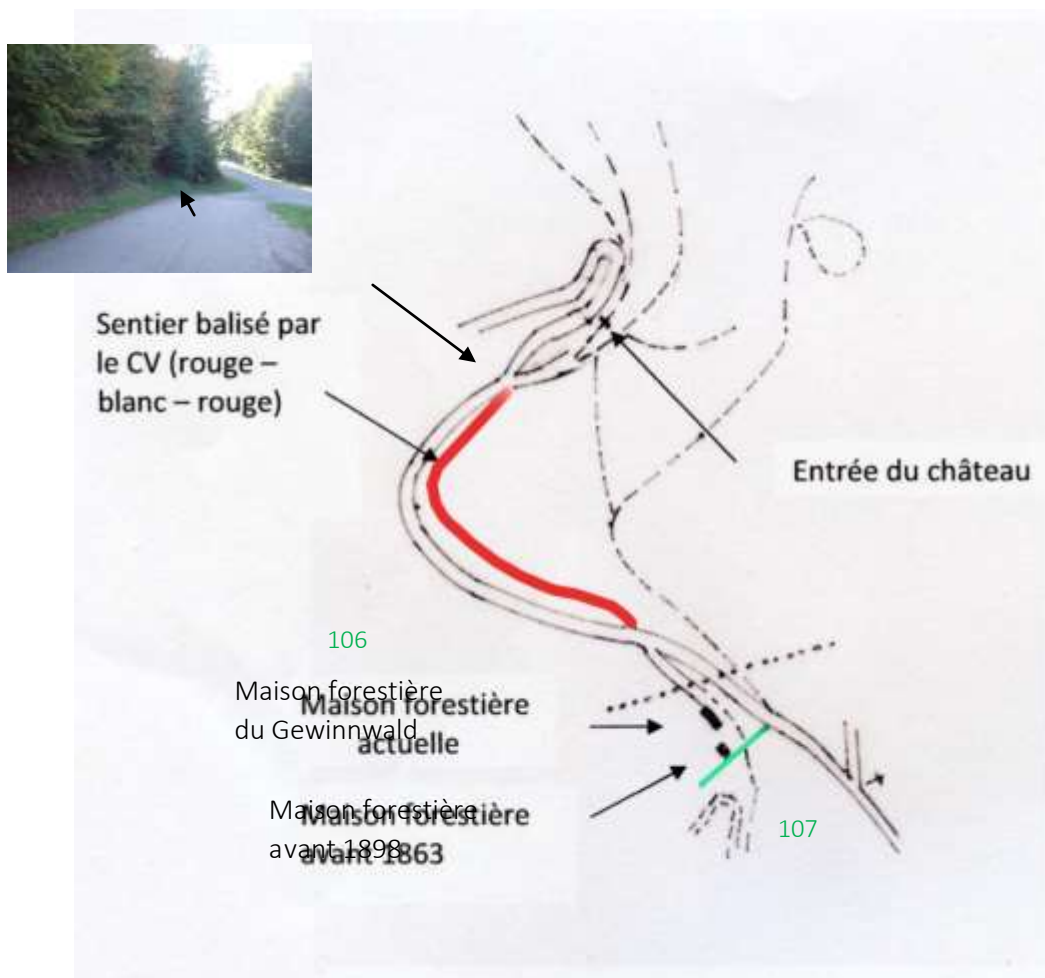 Sentier balisé par
le CV (rouge –
blanc – rouge)
Entrée du château
106
Maison forestière
du Gewinnwald
Maison forestière
actuelle
Maison forestière
avant 1898
Maison forestière
avant 1863
107